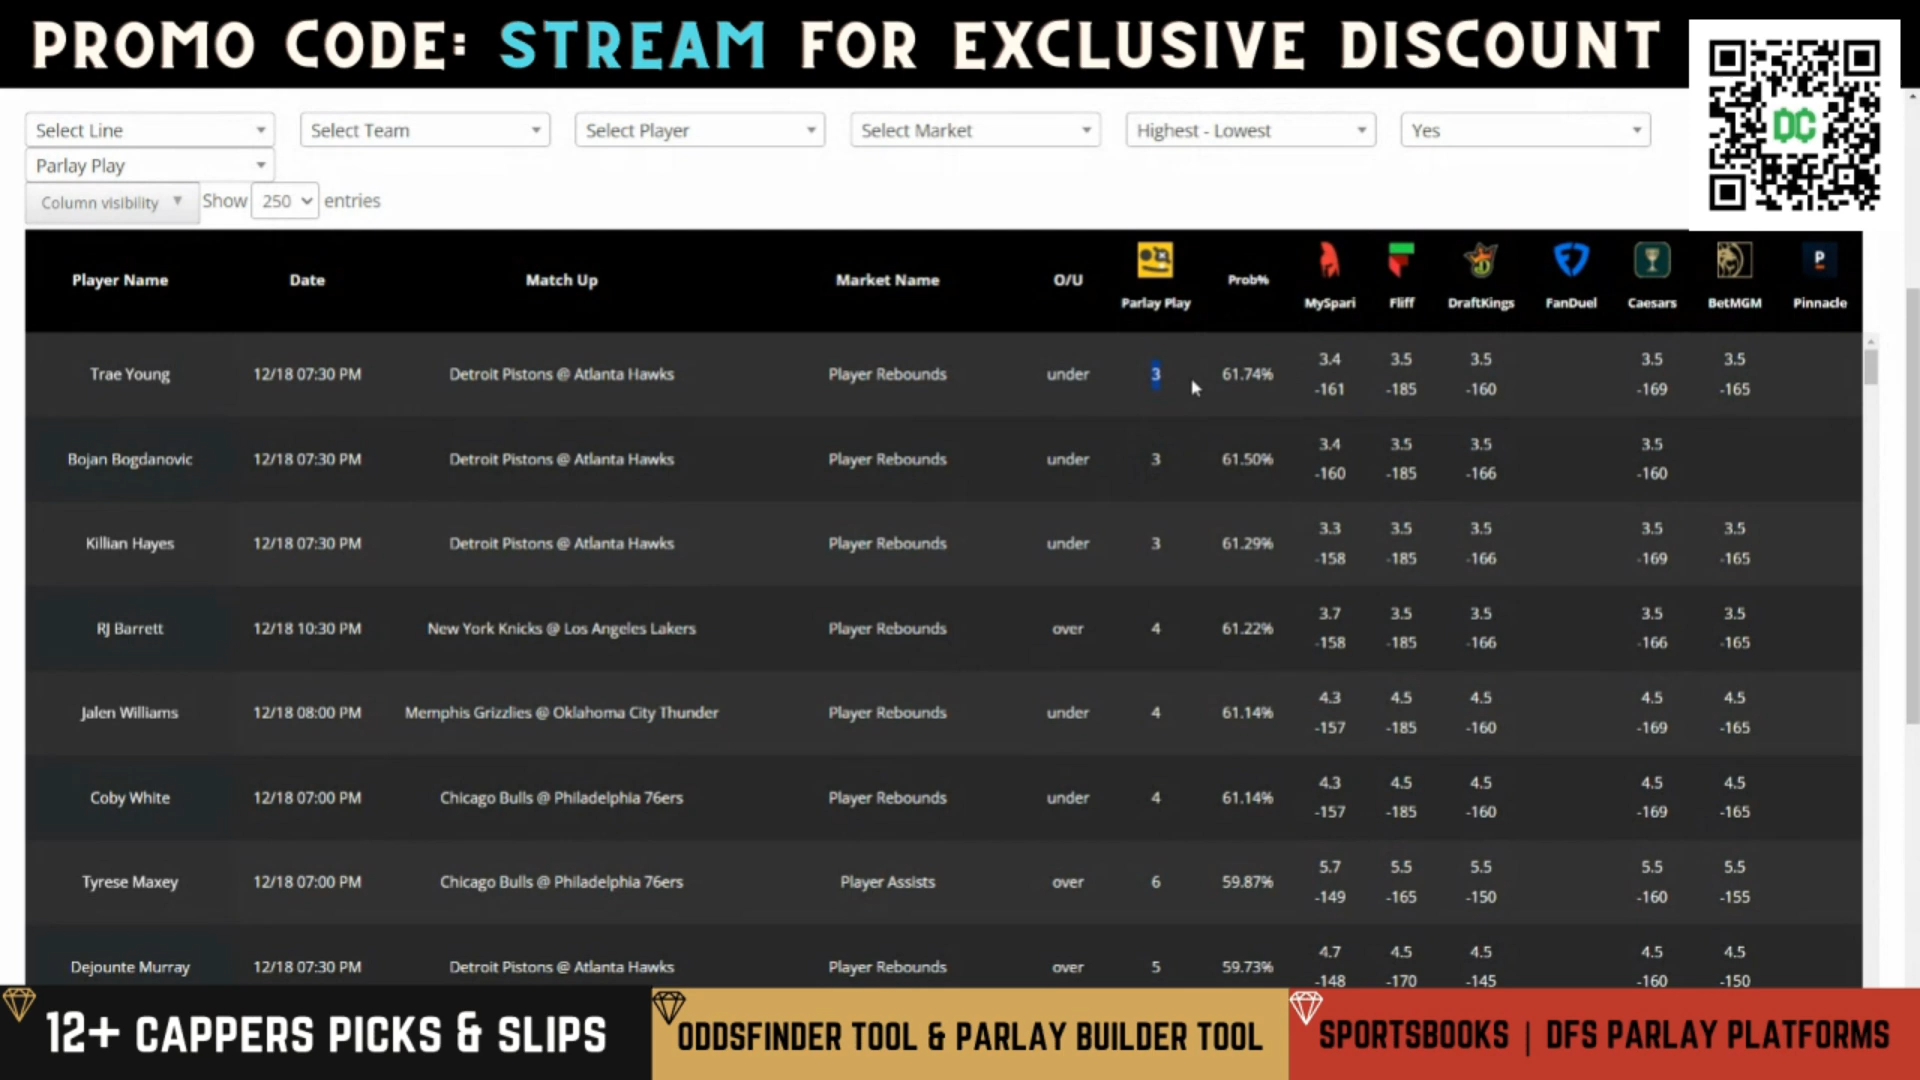 PROMO CODE: STREAM FOR EXCLUSIVE DISCOUNT
DC
Select Line Select Team Select Player Select Market Highest - Lowest Yes
Parlay Play
Column visibility Show 250 entries
Player Name Date Match Up Market Name O/U Parlay Play Prob% MySpari Fliff DraftKings FanDuel Caesars BetMGM Pinnacle
Trae Young 12/18 07:30 PM Detroit Pistons @ Atlanta Hawks Player Rebounds under 3 61.74% 3.4 3.5 3.5 3.5 3.5
-161 -185 -160 -169 -165
Bojan Bogdanovic 12/18 07:30 PM Detroit Pistons @ Atlanta Hawks Player Rebounds under 3 61.50% 3.4 3.5 3.5 3.5
-160 -185 -166 -160
Killian Hayes 12/18 07:30 PM Detroit Pistons @ Atlanta Hawks Player Rebounds under 3 61.29% 3.3 3.5 3.5 3.5 3.5
-158 -185 -166 -169 -165
RJ Barrett 12/18 10:30 PM New York Knicks @ Los Angeles Lakers Player Rebounds over 4 61.22% 3.7 3.5 3.5 3.5 3.5
-158 -185 -166 -166 -165
Jalen Williams 12/18 08:00 PM Memphis Grizzlies @ Oklahoma City Thunder Player Rebounds under 4 61.14% 4.3 4.5 4.5 4.5 4.5
-157 -185 -160 -169 -165
Coby White 12/18 07:00 PM Chicago Bulls @ Philadelphia 76ers Player Rebounds under 4 61.14% 4.3 4.5 4.5 4.5 4.5
-157 -185 -160 -169 -165
Tyrese Maxey 12/18 07:00 PM Chicago Bulls @ Philadelphia 76ers Player Assists over 6 59.87% 5.7 5.5 5.5 5.5 5.5
-149 -165 -150 -160 -155
Dejounte Murray 12/18 07:30 PM Detroit Pistons @ Atlanta Hawks Player Rebounds over 5 59.73% 4.7 4.5 4.5 4.5 4.5
-148 -170 -145 -160 -150
12+ CAPPERS PICKS & SLIPS
ODDSFINDER TOOL & PARLAY BUILDER TOOL
SPORTSBOOKS | DFS PARLAY PLATFORMS